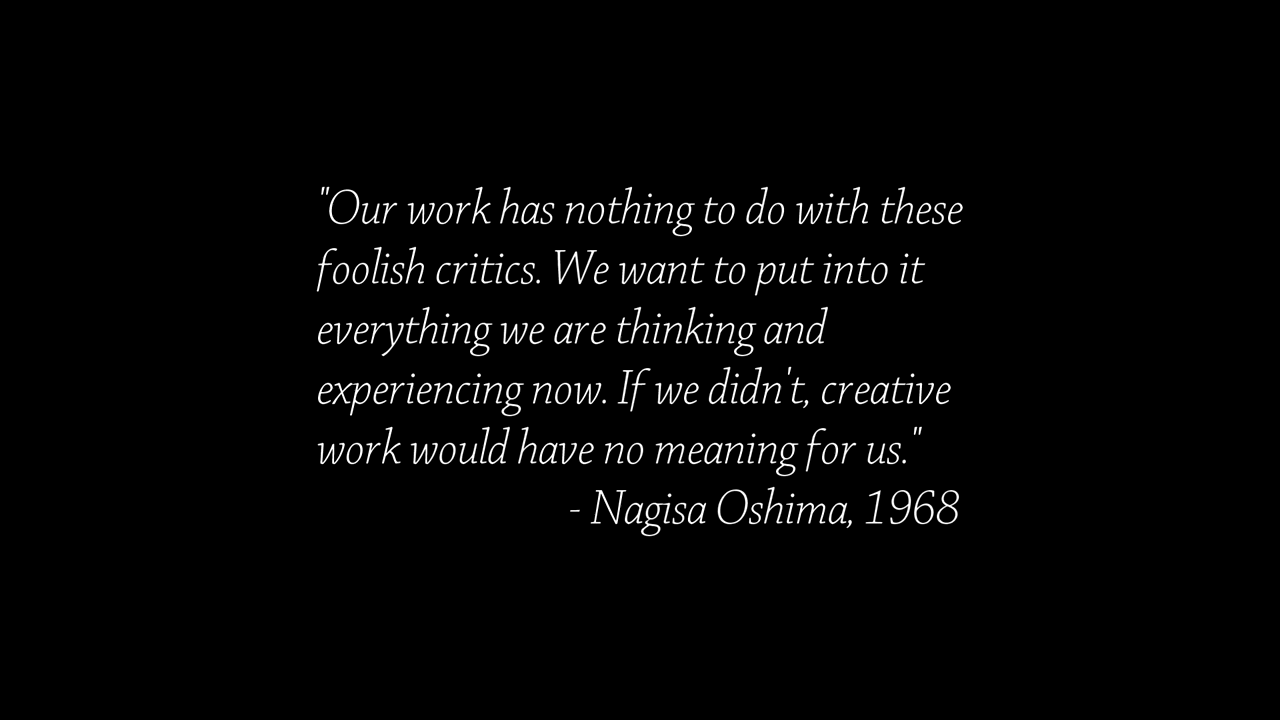 "Our work has nothing to do with these
foolish critics. We want to put into it
everything we are thinking and
experiencing now. If we didn't, creative
work would have no meaning for us."
- Nagisa Oshima, 1968